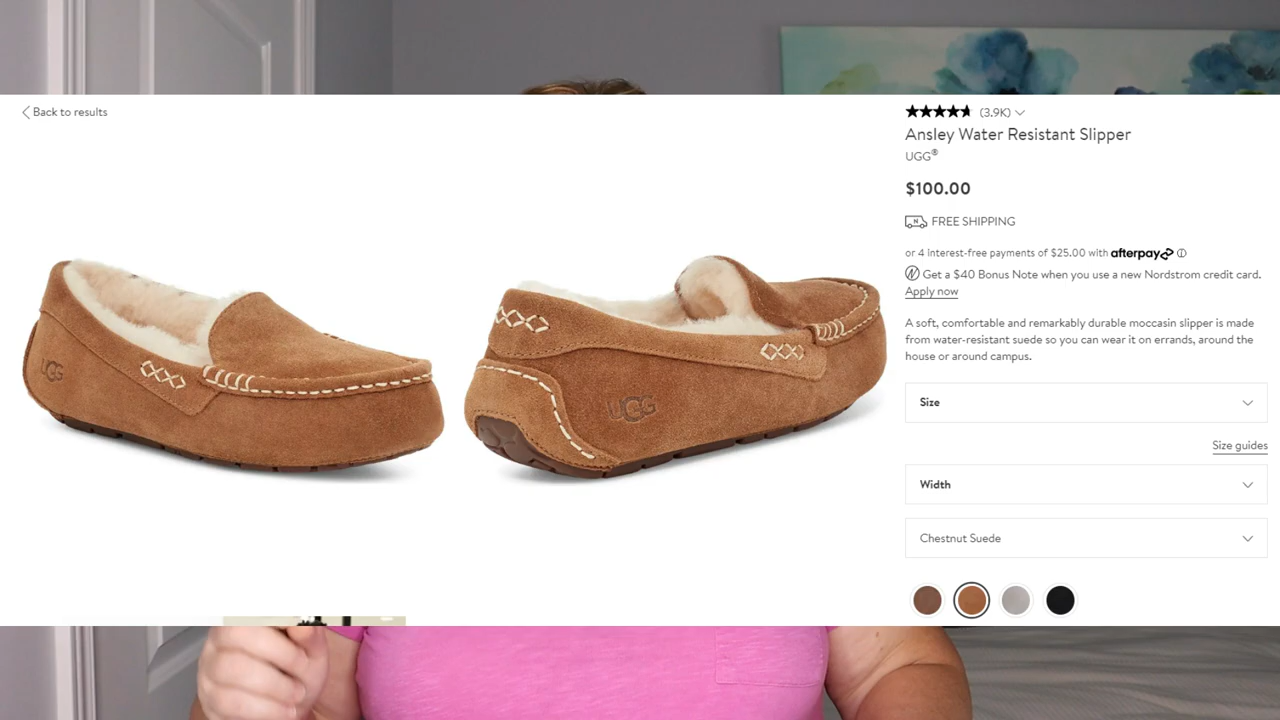 Back to results
(3.9K)
Ansley Water Resistant Slipper
UGG®
$100.00
N
FREE SHIPPING
or 4 interest-free payments of $25.00 with afterpay
Get a $40 Bonus Note when you use a new Nordstrom credit card.
Apply now
A soft, comfortable and remarkably durable moccasin slipper is made
from water-resistant suede so you can wear it on errands, around the
house or around campus.
Size
Size guides
Width
Chestnut Suede
UGG
UGG